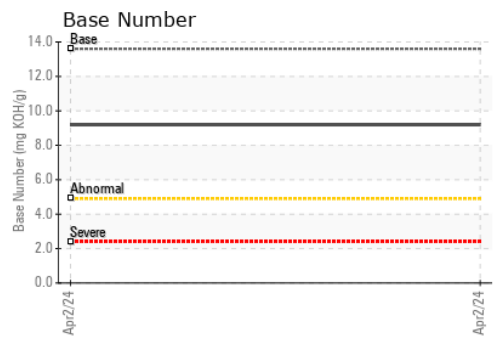 Base Number
Base Number (mg KOH/g)
14.0
12.0
10.0
8.0
6.0
4.0
2.0
0.0
Base
Abnormal
Severe
Apr2/24
Apr2/24